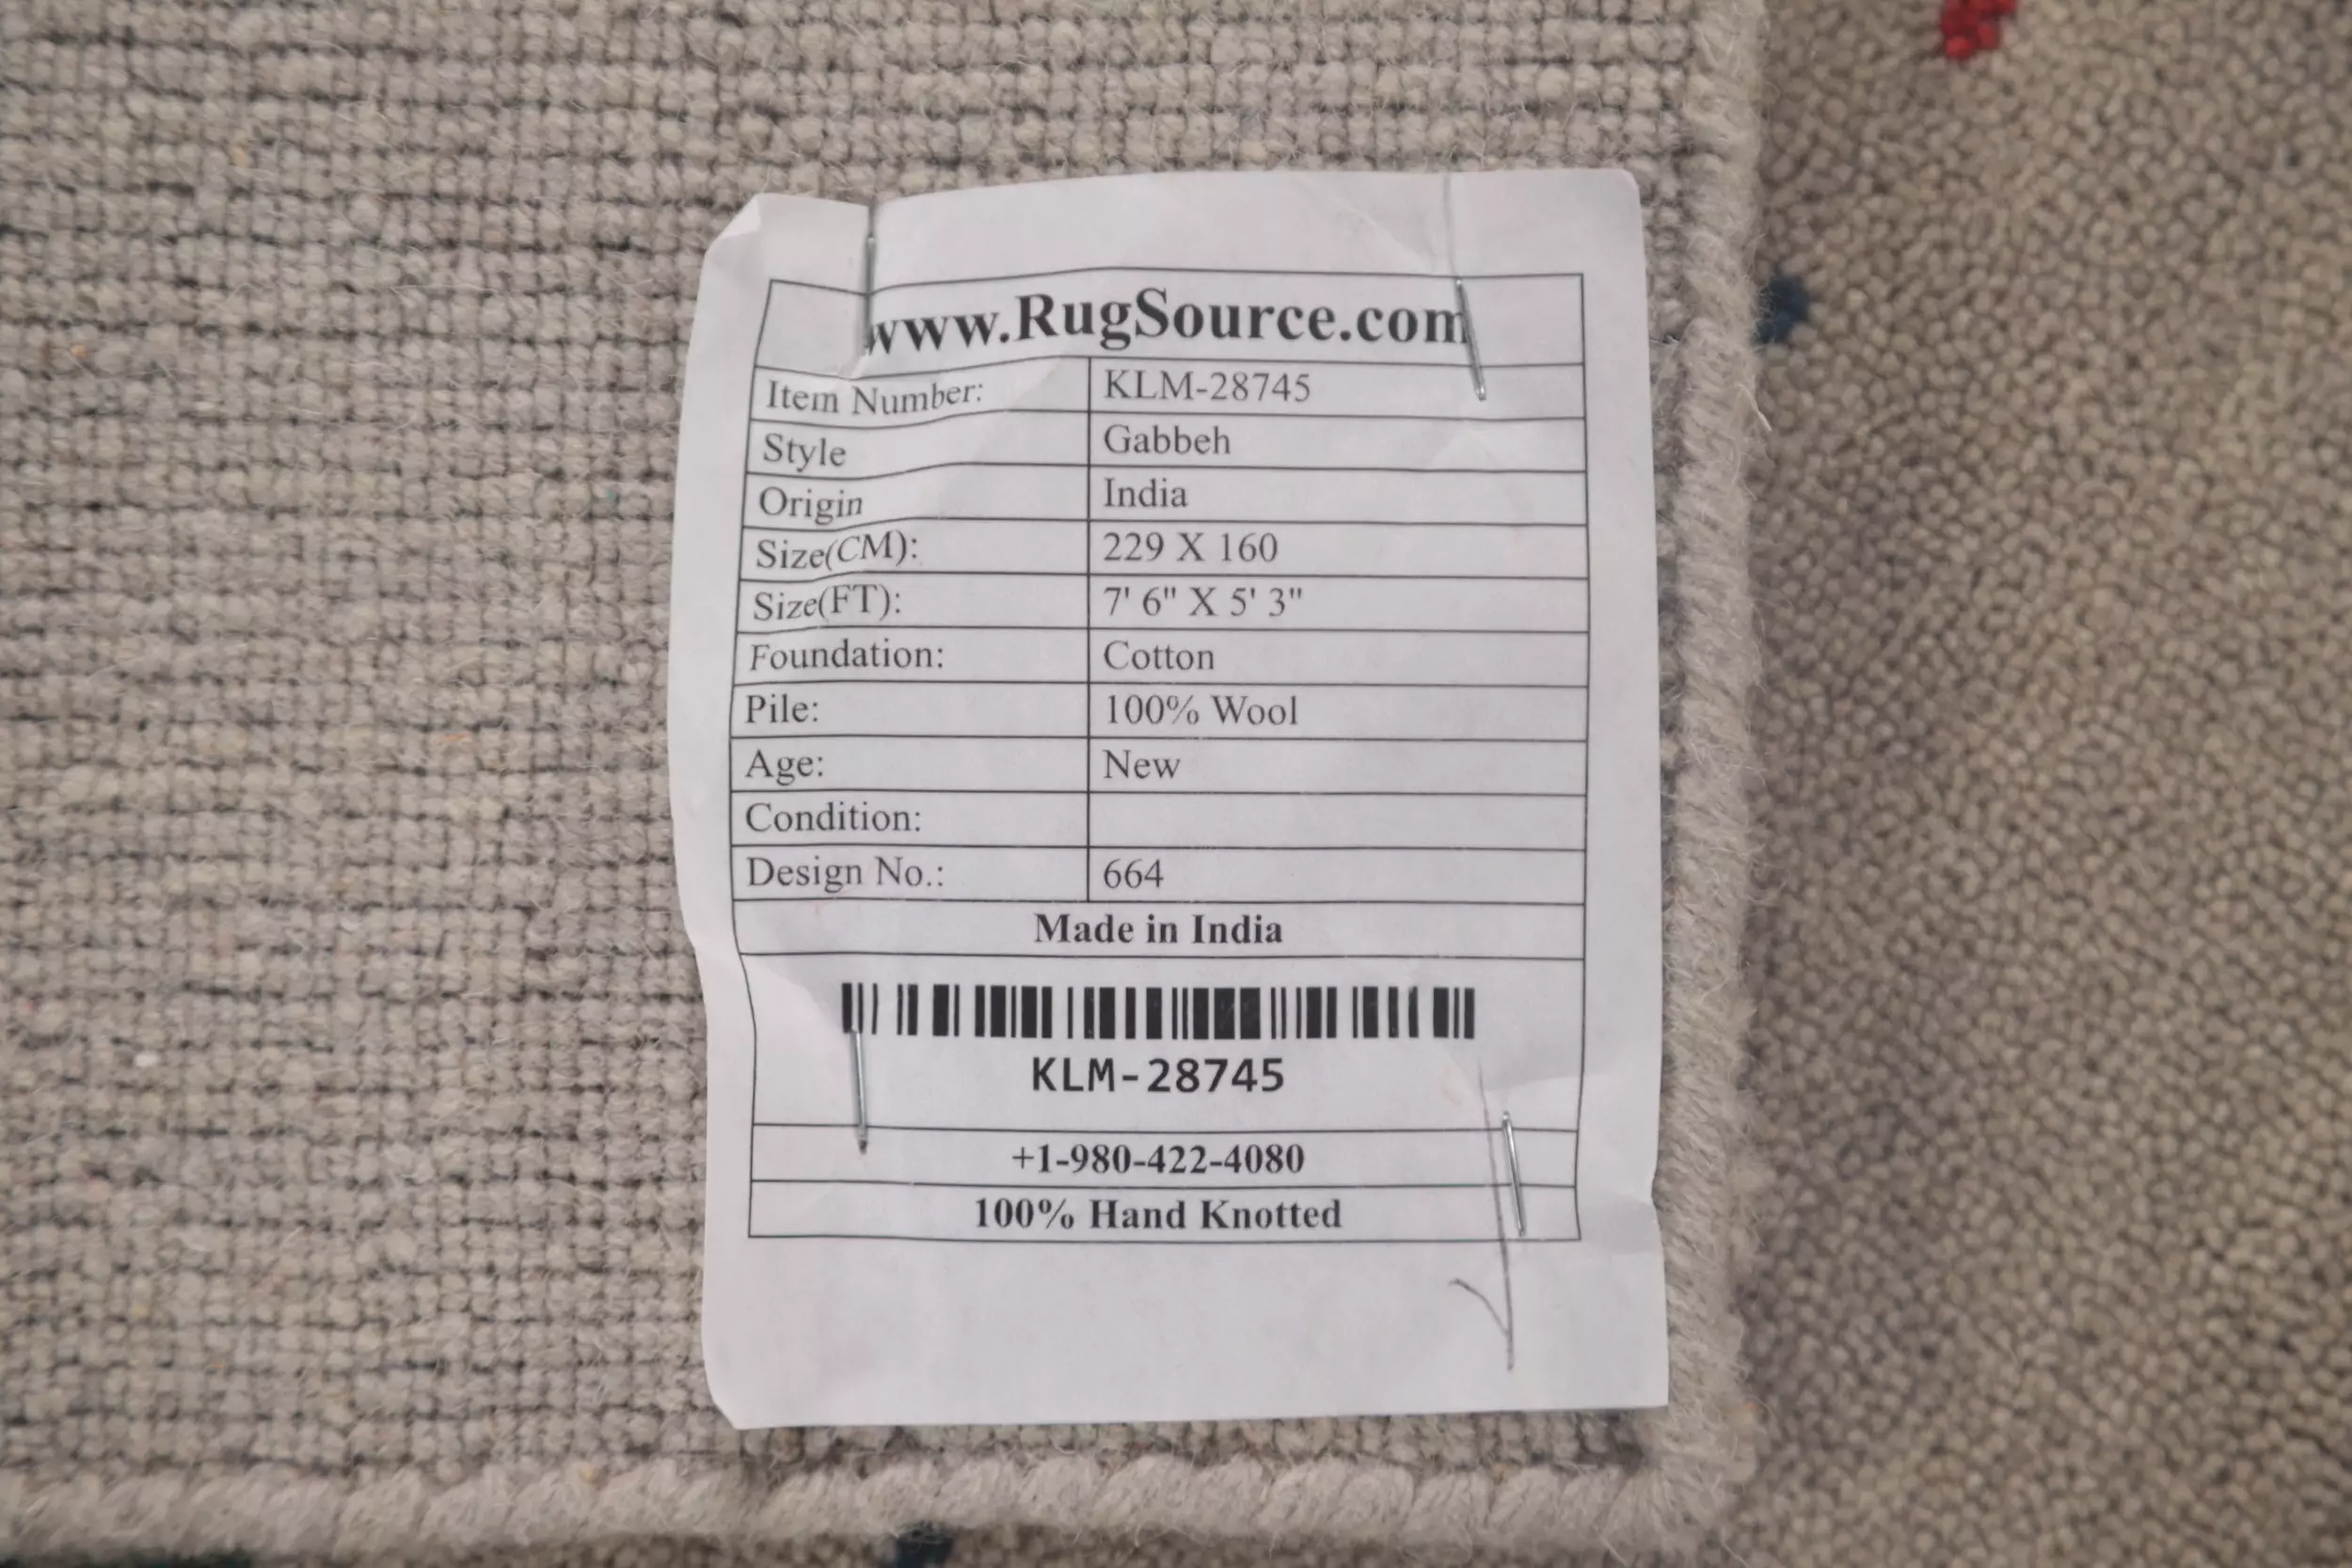 www.RugSource.com
Item Number: KLM-28745
Style Gabbeh
Origin India
Size(CM): 229 X 160
Size(FT): 7' 6" X 5' 3"
Foundation: Cotton
Pile: 100% Wool
Age: New
Condition:
Design No.: 664
Made in India
KLM-28745
+1-980-422-4080
100% Hand Knotted